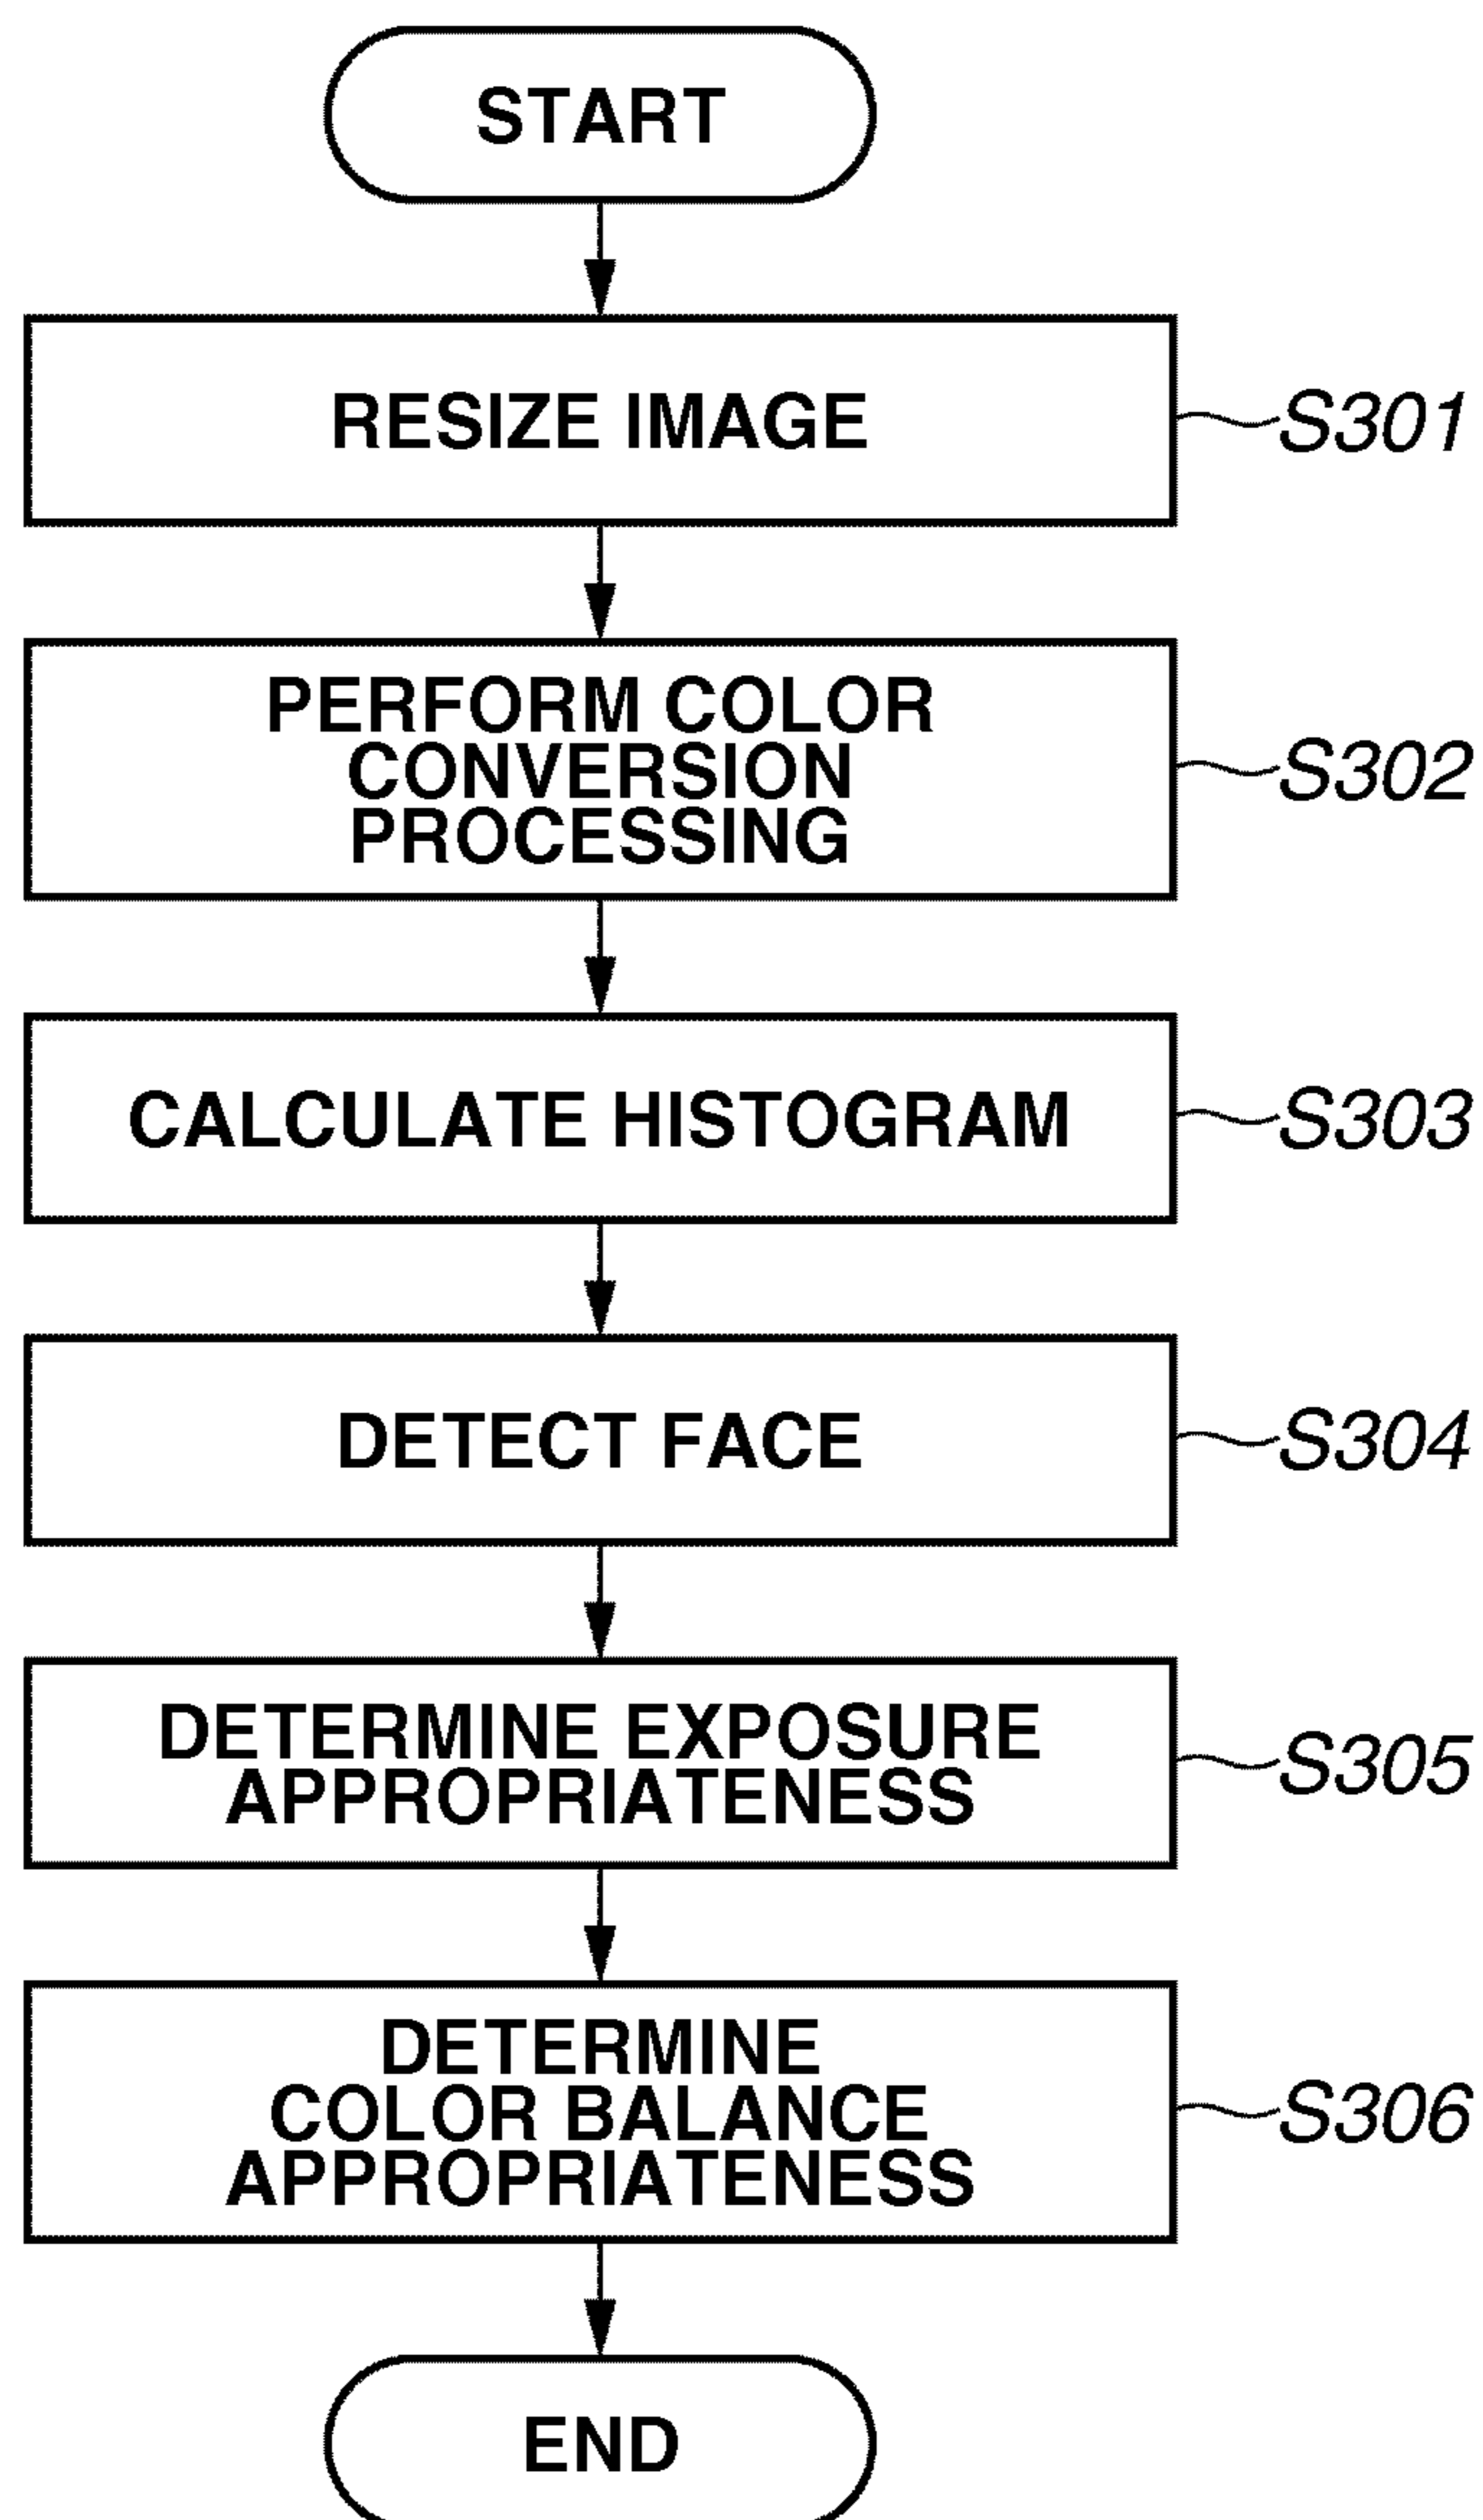 START
RESIZE IMAGE
S301
PERFORM COLOR
CONVERSION
PROCESSING
S302
CALCULATE HISTOGRAM
S303
DETECT FACE
S304
DETERMINE EXPOSURE
APPROPRIATENESS
S305
DETERMINE
COLOR BALANCE
APPROPRIATENESS
S306
END